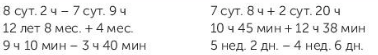 8 сут. 2 ч – 7 сут. 9 ч
12 лет 8 мес. + 4 мес.
9 ч 10 мин – 3 ч 40 мин
7 сут. 8 ч + 2 сут. 20 ч
10 ч 45 мин + 12 ч 38 мин
5 нед. 2 дн. – 4 нед. 6 дн.